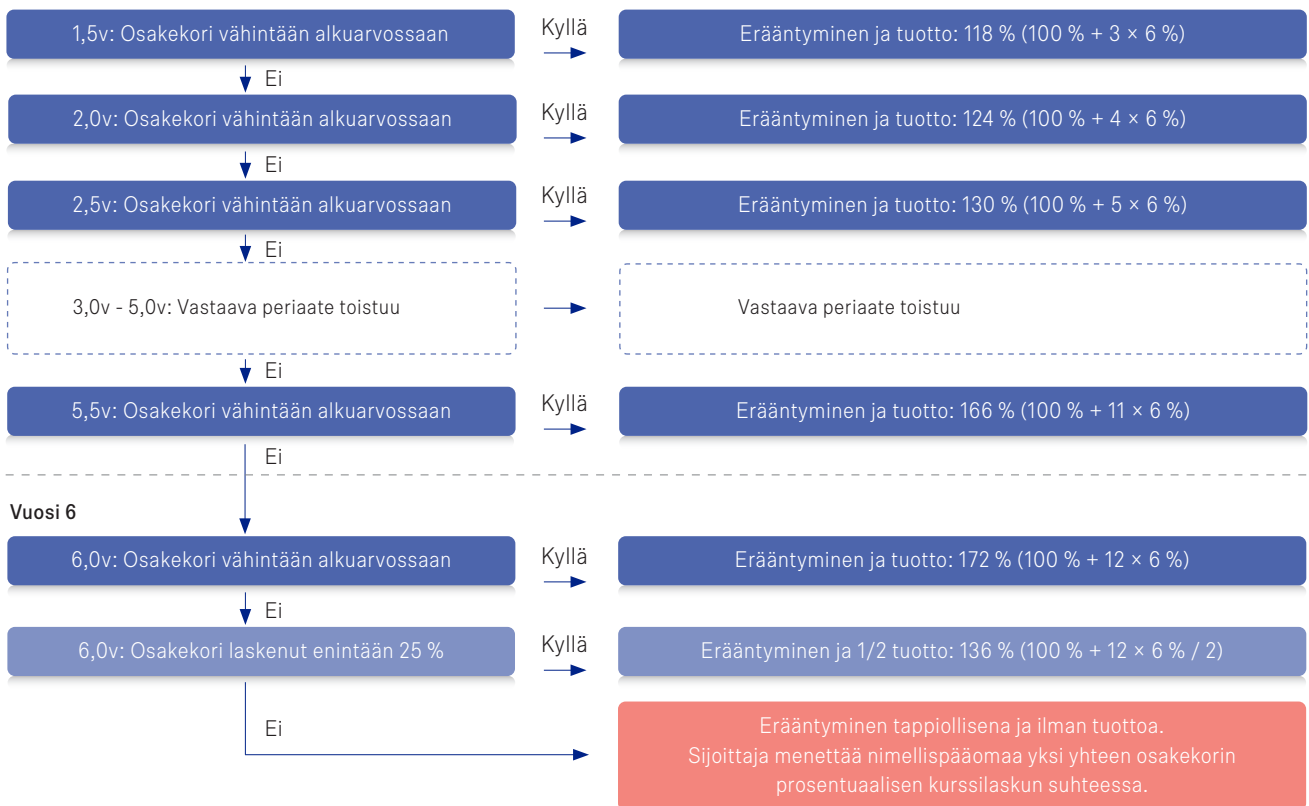 1,5v: Osakekori vähintään alkuarvossaan
Kyllä
Erääntyminen ja tuotto: 118 % (100 % + 3 × 6 %)
Ei
2,0v: Osakekori vähintään alkuarvossaan
Kyllä
Erääntyminen ja tuotto: 124 % (100 % + 4 × 6 %)
Ei
2,5v: Osakekori vähintään alkuarvossaan
Kyllä
Erääntyminen ja tuotto: 130 % (100 % + 5 × 6 %)
Ei
3,0v - 5,0v: Vastaava periaate toistuu
Vastaava periaate toistuu
Ei
5,5v: Osakekori vähintään alkuarvossaan
Kyllä
Erääntyminen ja tuotto: 166 % (100 % + 11 × 6 %)
Ei
Vuosi 6
6,0v: Osakekori vähintään alkuarvossaan
Kyllä
Erääntyminen ja tuotto: 172 % (100 % + 12 × 6 %)
Ei
6,0v: Osakekori laskenut enintään 25 %
Kyllä
Erääntyminen ja 1/2 tuotto: 136 % (100 % + 12 × 6 % / 2)
Ei
Erääntyminen tappiollisena ja ilman tuottoa.
Sijoittaja menettää nimellispääomaa yksi yhteen osakekorin
prosentuaalisen kurssilaskun suhteessa.